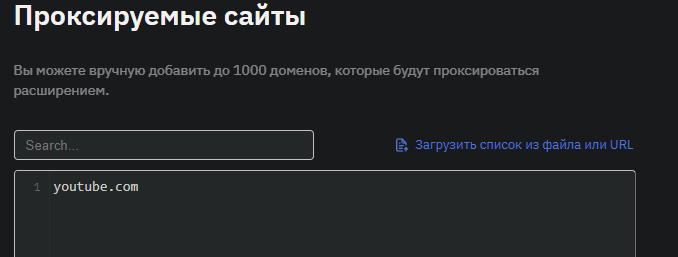 Проксируемые сайты
Вы можете вручную добавить до 1000 доменов, которые будут проксироваться
расширением.
Search...
Загрузить список из файла или URL
1 youtube.com